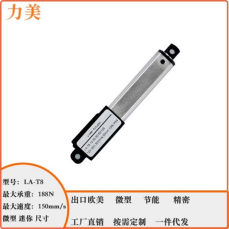 力美
型号：LA-T8
最大承重：188N
最大速度：150mm/s
微型 迷你 尺寸
出口欧美 微型 节能 精密
工厂直销 按需定制 一件代发